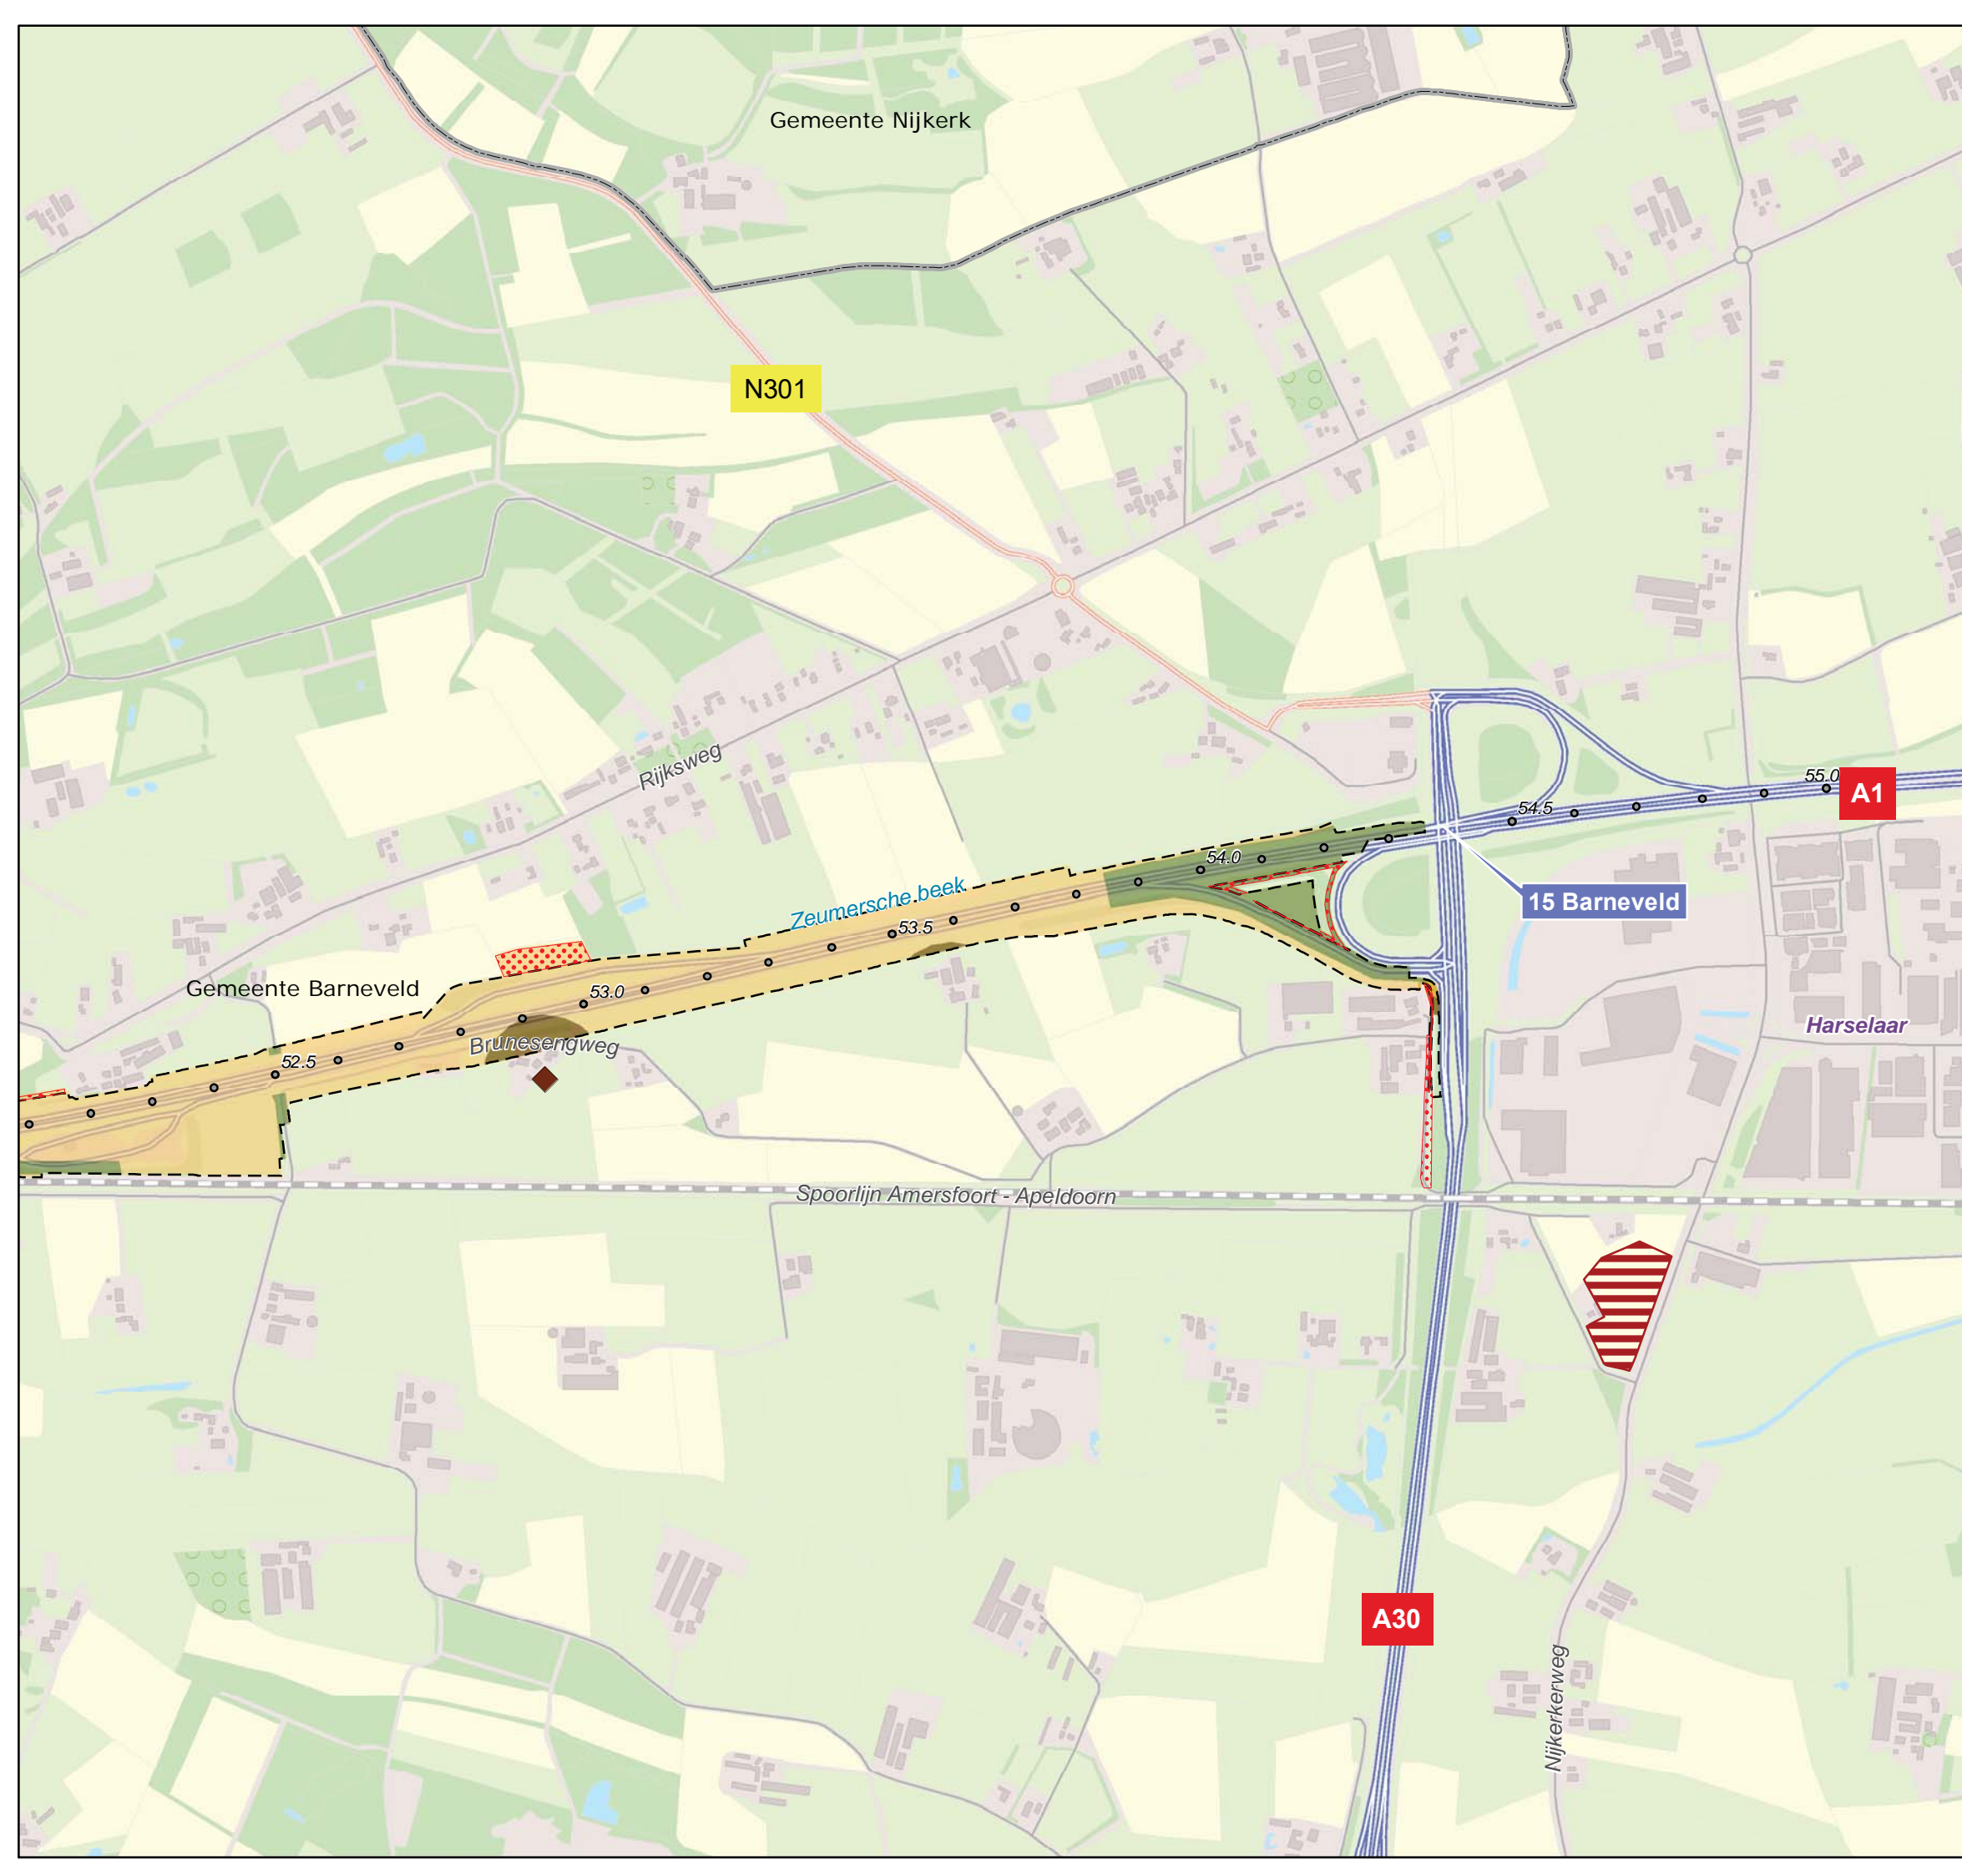 Gemeente Nijkerk
N301
Rijksweg
55.0
A1
54.5
54.0
15 Barneveld
Zeumersche beek
53.5
Gemeente Barneveld
53.0
Harselaar
Brunesengweg
52.5
Spoorlijn Amersfoort - Apeldoorn
A30
Nijkerkerweg